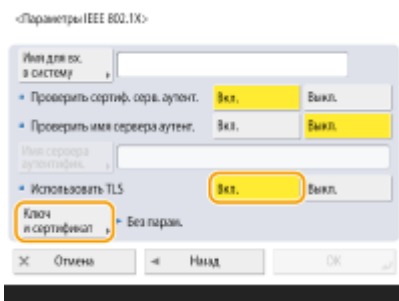 <Параметры IEEE 802.1X>
Имя для вх.
в систему
Проверить сертиф. серв. аутент. Вкл. Выкл.
Проверить имя сервера аутент. Вкл. Выкл.
Имя сервера
аутентифик.
Использовать TLS Вкл. Выкл.
Ключ
и сертификат Без парам.
Отмена Назад OK